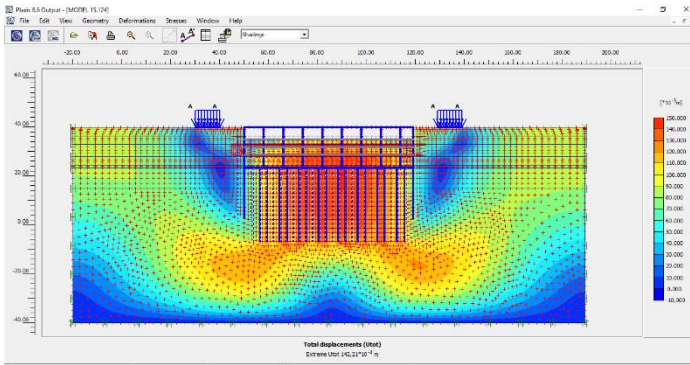 Plaxis 8.6 Output - [MODEL 15.124]
File Edit View Geometry Deformations Stresses Window Help
Shadings
-20.00 0.00 20.00 40.00 60.00 80.00 100.00 120.00 140.00 160.00 180.00 200.00
60.00
40.00
20.00
0.00
-20.00
-40.00
A A
A A
[*10⁻³m]
150.000
140.000
130.000
120.000
110.000
100.000
90.000
80.000
70.000
60.000
50.000
40.000
30.000
20.000
10.000
0.000
-10.000
Total displacements (Utot)
Extreme Utot 142,21*10⁻³ m